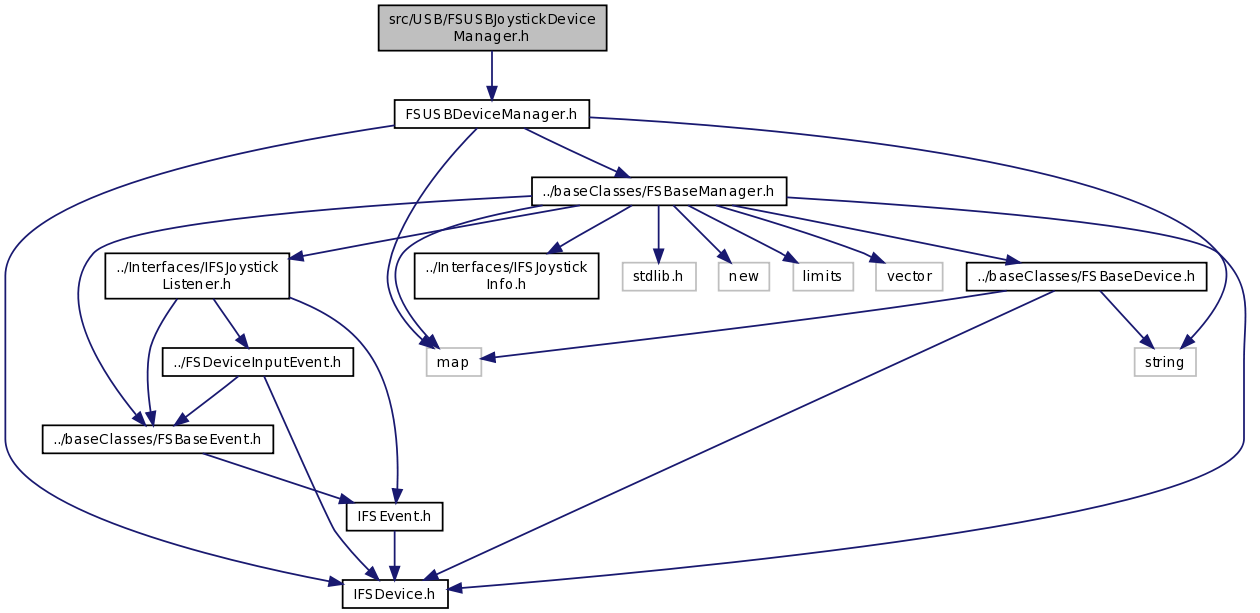 src/USB/FSUSBJoystickDevice
Manager.h
FSUSBDeviceManager.h
../baseClasses/FSBaseManager.h
../Interfaces/IFSJoystick
Listener.h
../Interfaces/IFSJoystick
Info.h
stdlib.h
new
limits
vector
../baseClasses/FSBaseDevice.h
../FSDeviceInputEvent.h
map
string
../baseClasses/FSBaseEvent.h
IFSEvent.h
IFSDevice.h